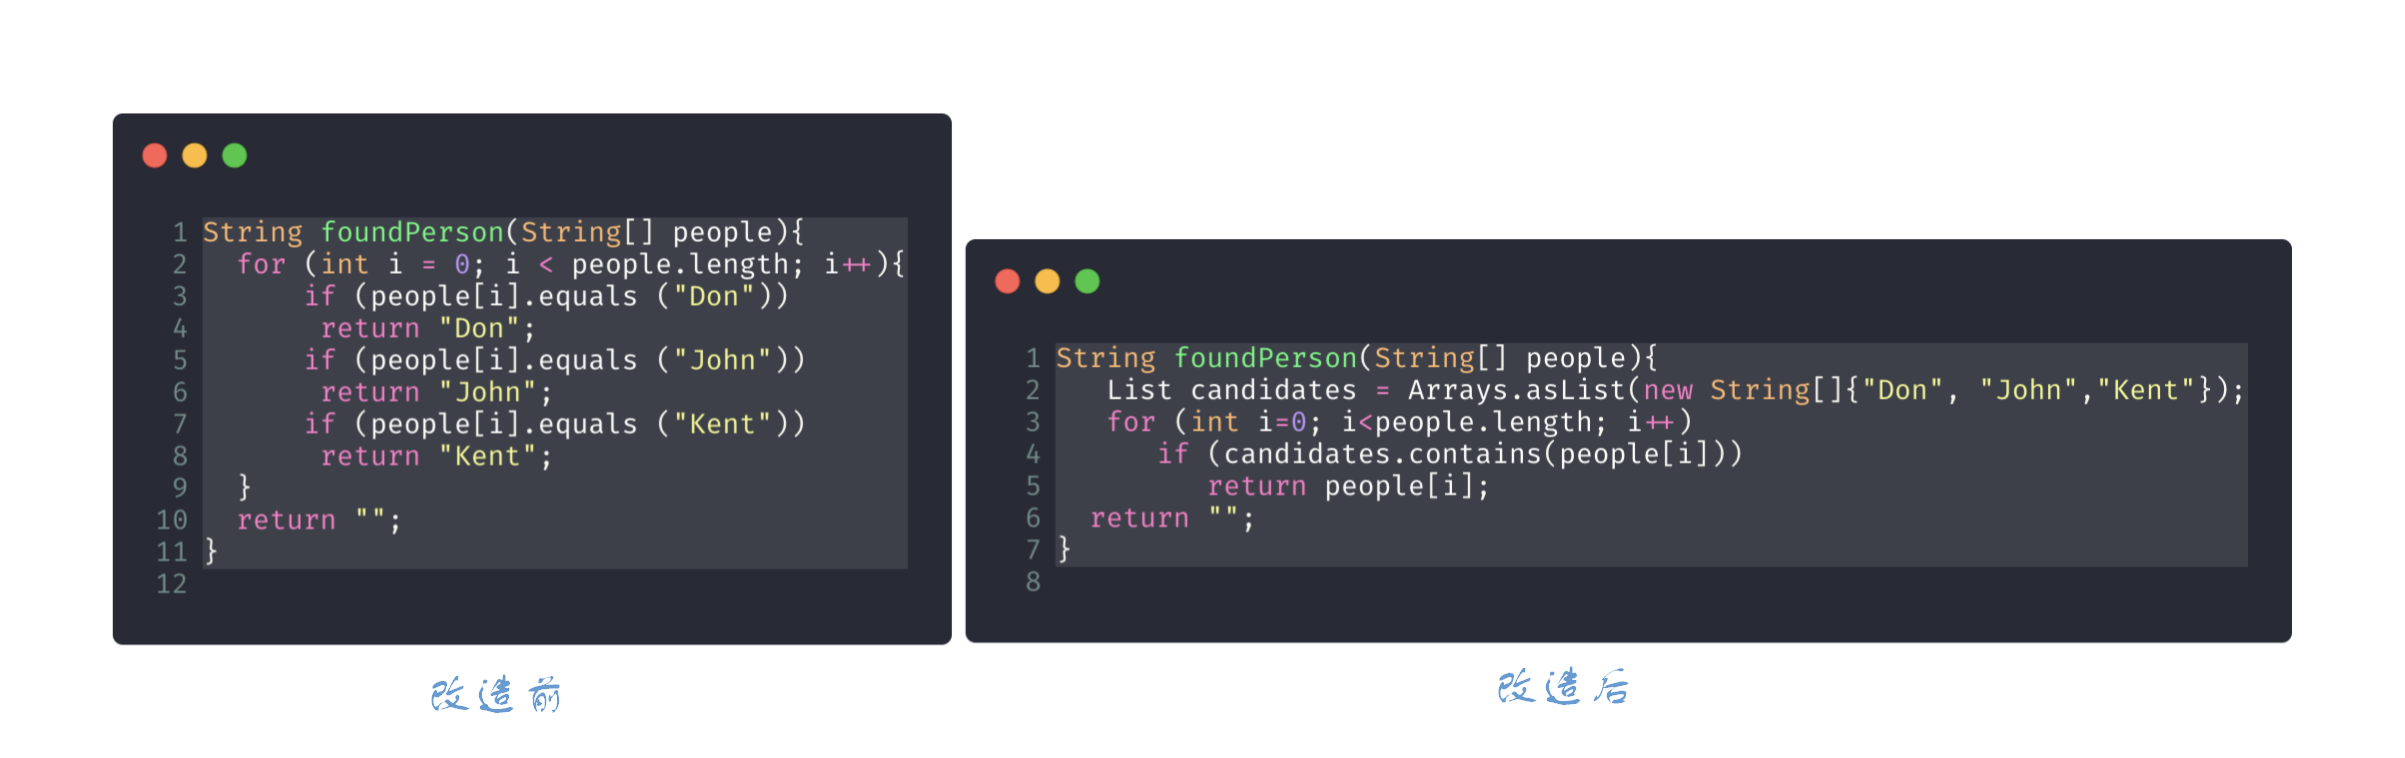 1 String foundPerson(String[] people){
2   for (int i = 0; i < people.length; i++){
3       if (people[i].equals ("Don"))
4        return "Don";
5       if (people[i].equals ("John"))
6        return "John";
7       if (people[i].equals ("Kent"))
8        return "Kent";
9   }
10   return "";
11 }
12
改造前
1 String foundPerson(String[] people){
2    List candidates = Arrays.asList(new String[]{"Don", "John","Kent"});
3    for (int i=0; i<people.length; i++)
4       if (candidates.contains(people[i]))
5          return people[i];
6   return "";
7 }
8
改造后